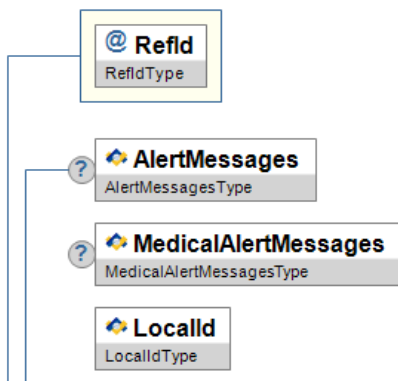 @ RefId
RefIdType
? AlertMessages
AlertMessagesType
? MedicalAlertMessages
MedicalAlertMessagesType
LocalId
LocalIdType